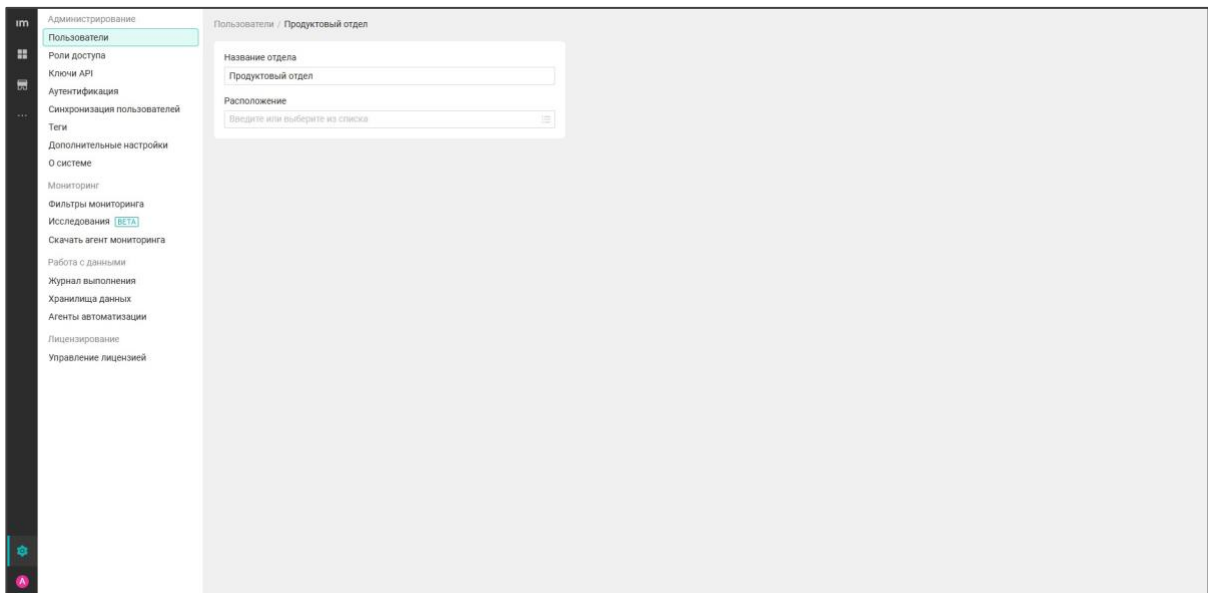 ım
Администрирование
Пользователи
Роли доступа
Ключи API
Аутентификация
Синхронизация пользователей
Теги
Дополнительные настройки
О системе
Мониторинг
Фильтры мониторинга
Исследования BETA
Скачать агент мониторинга
Работа с данными
Журнал выполнения
Хранилища данных
Агенты автоматизации
Лицензирование
Управление лицензией
A
Пользователи / Продуктовый отдел
Название отдела
Продуктовый отдел
Расположение
Введите или выберите из списка